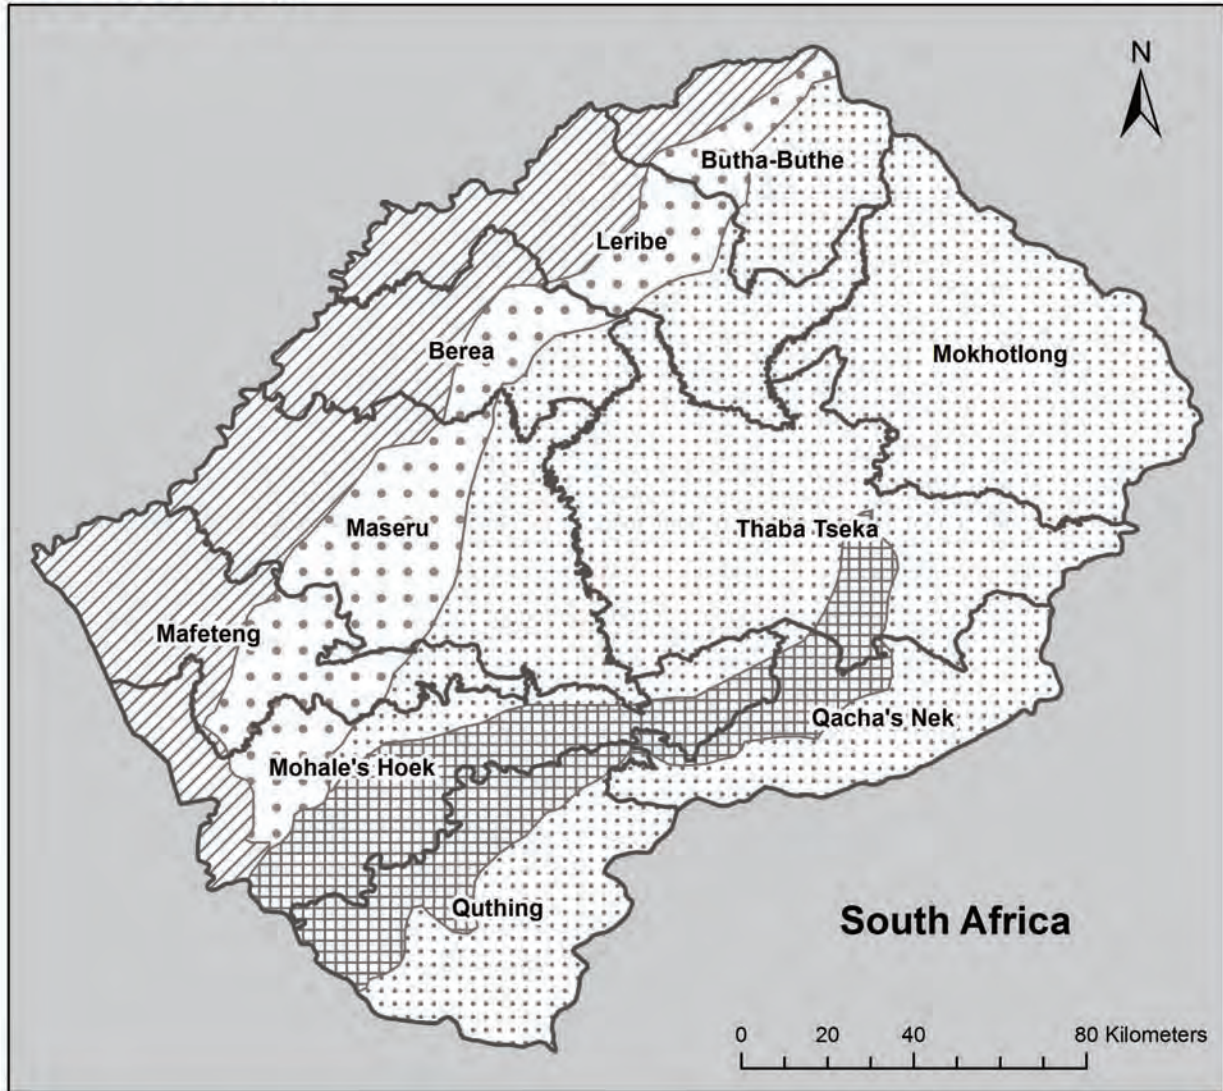 N
Butha-Buthe
Leribe
Berea
Mokhotlong
Maseru
Thaba Tseka
Mafeteng
Qacha's Nek
Mohale's Hoek
Quthing
South Africa
0 20 40 80 Kilometers